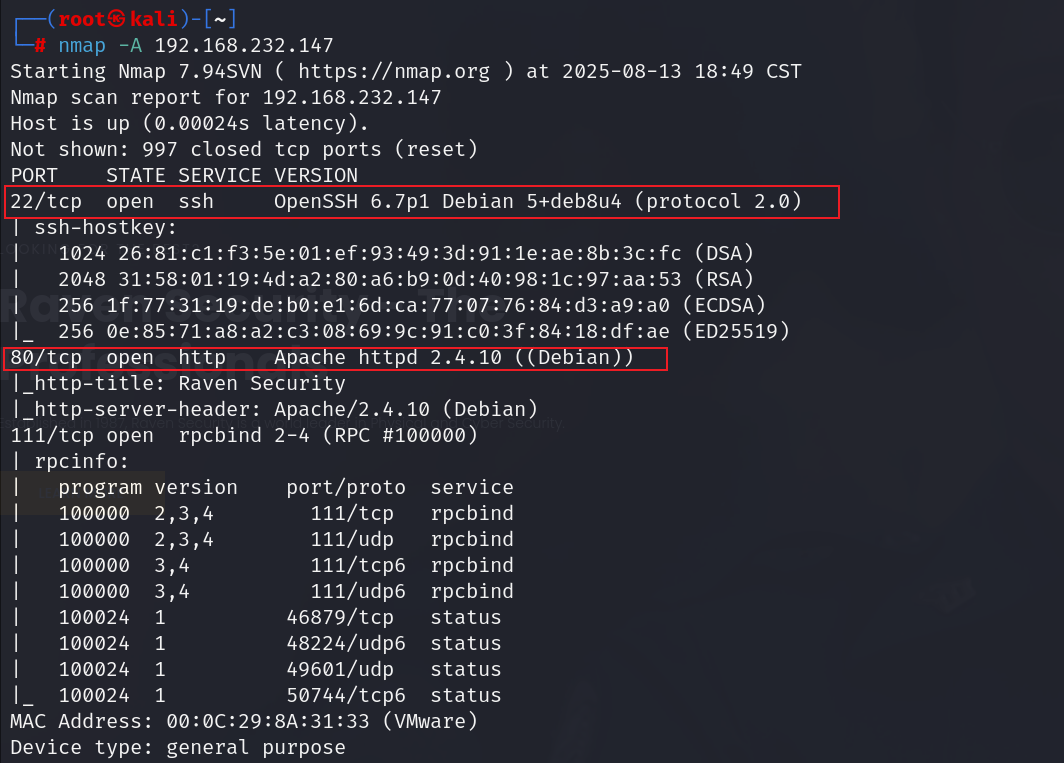 ┌──(root㉿kali)-[~]
└─# nmap -A 192.168.232.147
Starting Nmap 7.94SVN ( https://nmap.org ) at 2025-08-13 18:49 CST
Nmap scan report for 192.168.232.147
Host is up (0.00024s latency).
Not shown: 997 closed tcp ports (reset)
PORT    STATE SERVICE VERSION
22/tcp  open  ssh     OpenSSH 6.7p1 Debian 5+deb8u4 (protocol 2.0)
| ssh-hostkey:
|   1024 26:81:c1:f3:5e:01:ef:93:49:3d:91:1e:ae:8b:3c:fc (DSA)
|   2048 31:58:01:19:4d:a2:80:a6:b9:0d:40:98:1c:97:aa:53 (RSA)
|   256 1f:77:31:19:de:b0:e1:6d:ca:77:07:76:84:d3:a9:a0 (ECDSA)
|_  256 0e:85:71:a8:a2:c3:08:69:9c:91:c0:3f:84:18:df:ae (ED25519)
80/tcp  open  http    Apache httpd 2.4.10 ((Debian))
|_http-title: Raven Security
|_http-server-header: Apache/2.4.10 (Debian)
111/tcp open  rpcbind 2-4 (RPC #100000)
| rpcinfo:
|   program version    port/proto  service
|   100000  2,3,4        111/tcp   rpcbind
|   100000  2,3,4        111/udp   rpcbind
|   100000  3,4          111/tcp6  rpcbind
|   100000  3,4          111/udp6  rpcbind
|   100024  1          46879/tcp   status
|   100024  1          48224/udp6  status
|   100024  1          49601/udp   status
|_  100024  1          50744/tcp6  status
MAC Address: 00:0C:29:8A:31:33 (VMware)
Device type: general purpose